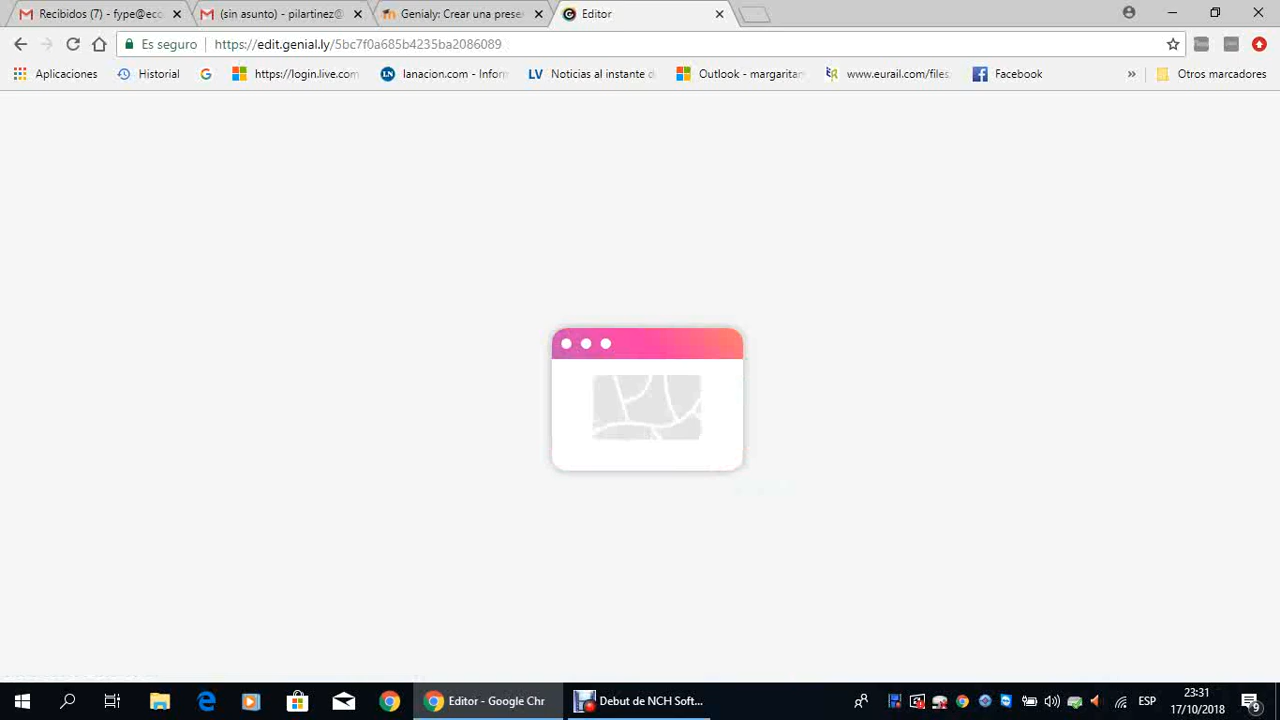 Recibidos (7) - fype@ecc
(sin asunto) - pilartinez@
Genialy: Crear una prese
Editor
Es seguro
https://edit.genial.ly/5bc7f0a685b4235ba2086089
Aplicaciones
Historial
https://login.live.com
lanacion.com - Inforn
LV Noticias al instante d
Outlook - margaritan
www.eurail.com/files
Facebook
»
Otros marcadores
Editor - Google Chr
Debut de NCH Soft...
ESP
23:31
17/10/2018
9